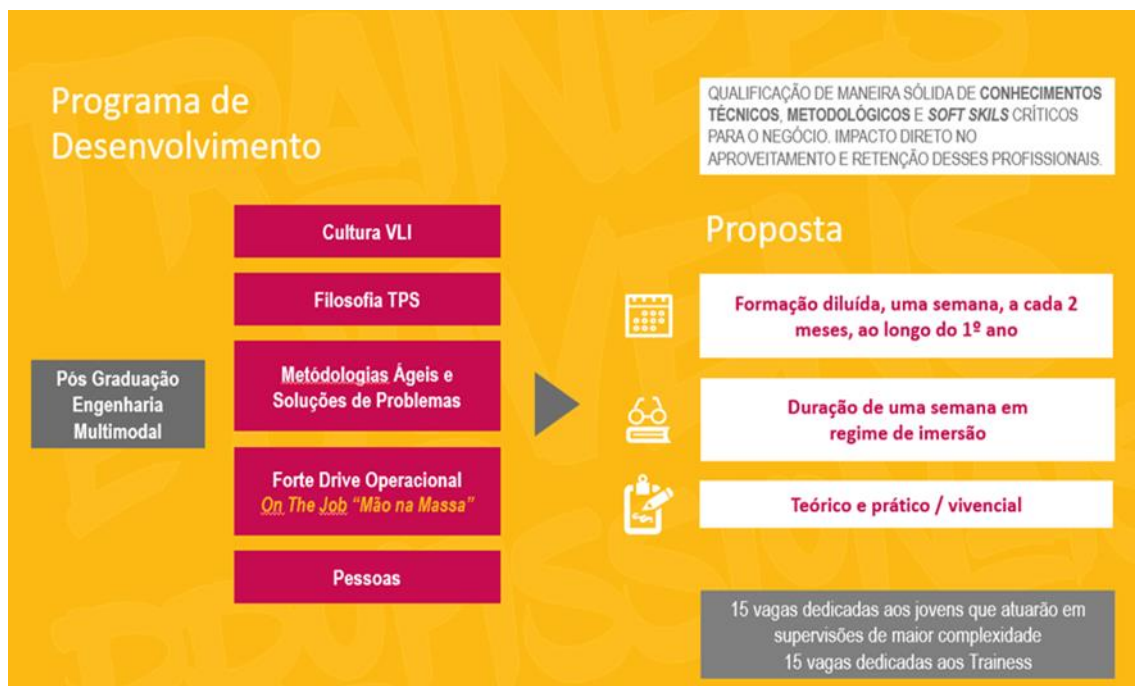 Programa de
Desenvolvimento
Pós Graduação
Engenharia
Multimodal
Cultura VLI
Filosofia TPS
Metódologias Ágeis e
Soluções de Problemas
Forte Drive Operacional
On The Job “Mão na Massa”
Pessoas
QUALIFICAÇÃO DE MANEIRA SÓLIDA DE CONHECIMENTOS
TÉCNICOS, METODOLÓGICOS E SOFT SKILS CRÍTICOS
PARA O NEGÓCIO. IMPACTO DIRETO NO
APROVEITAMENTO E RETENÇÃO DESSES PROFISSIONAIS.
Proposta
Formação diluída, uma semana, a cada 2
meses, ao longo do 1º ano
Duração de uma semana em
regime de imersão
Teórico e prático / vivencial
15 vagas dedicadas aos jovens que atuarão em
supervisões de maior complexidade
15 vagas dedicadas aos Trainess